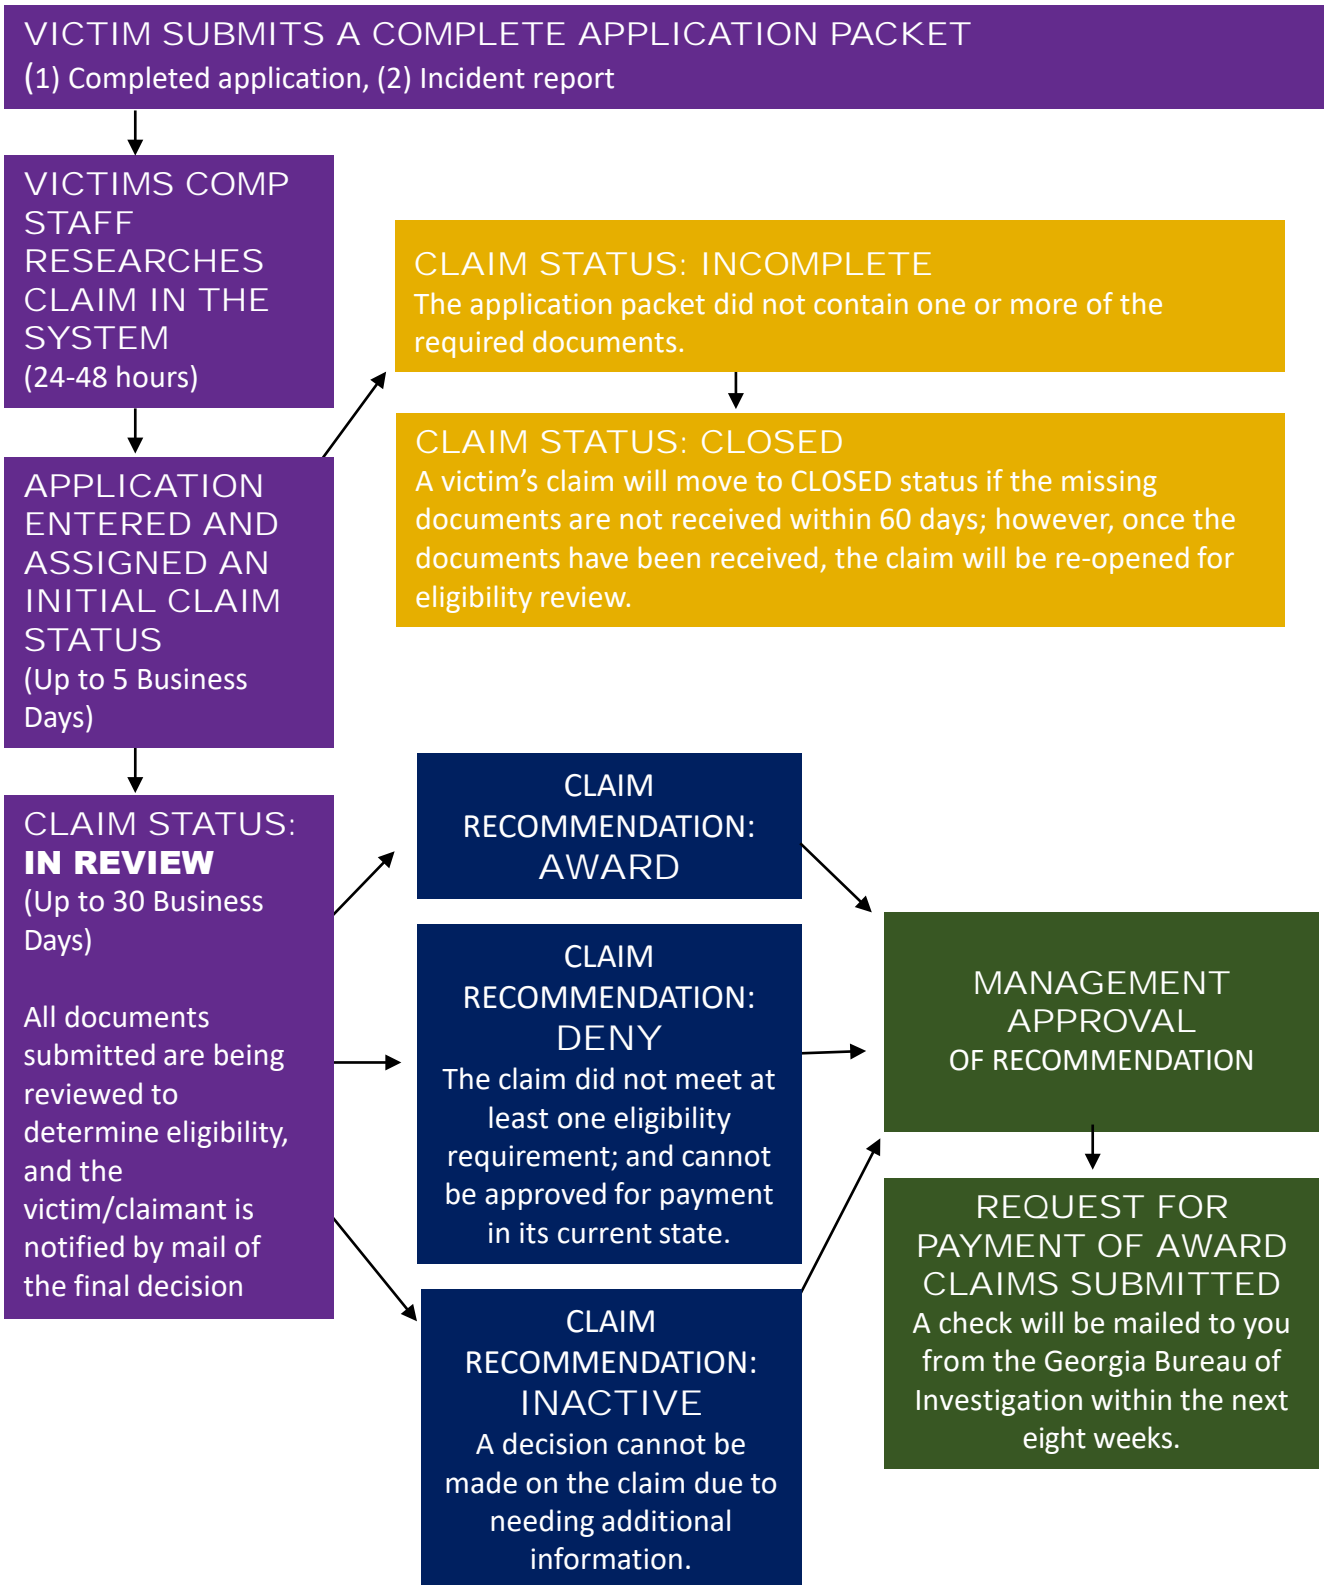 VICTIM SUBMITS A COMPLETE APPLICATION PACKET
(1) Completed application, (2) Incident report
VICTIMS COMP
STAFF
RESEARCHES
CLAIM IN THE
SYSTEM
(24-48 hours)
CLAIM STATUS: INCOMPLETE
The application packet did not contain one or more of the
required documents.
CLAIM STATUS: CLOSED
A victim’s claim will move to CLOSED status if the missing
documents are not received within 60 days; however, once the
documents have been received, the claim will be re-opened for
eligibility review.
APPLICATION
ENTERED AND
ASSIGNED AN
INITIAL CLAIM
STATUS
(Up to 5 Business
Days)
CLAIM STATUS:
IN REVIEW
(Up to 30 Business
Days)
All documents
submitted are being
reviewed to
determine eligibility,
and the
victim/claimant is
notified by mail of
the final decision
CLAIM
RECOMMENDATION:
AWARD
CLAIM
RECOMMENDATION:
DENY
The claim did not meet at
least one eligibility
requirement; and cannot
be approved for payment
in its current state.
CLAIM
RECOMMENDATION:
INACTIVE
A decision cannot be
made on the claim due to
needing additional
information.
MANAGEMENT
APPROVAL
OF RECOMMENDATION
REQUEST FOR
PAYMENT OF AWARD
CLAIMS SUBMITTED
A check will be mailed to you
from the Georgia Bureau of
Investigation within the next
eight weeks.